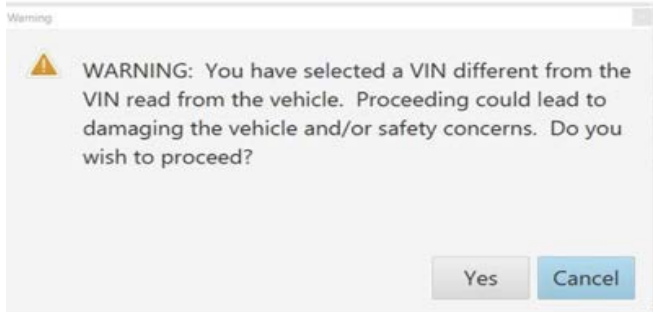 Warning
WARNING: You have selected a VIN different from the
VIN read from the vehicle. Proceeding could lead to
damaging the vehicle and/or safety concerns. Do you
wish to proceed?
Yes
Cancel